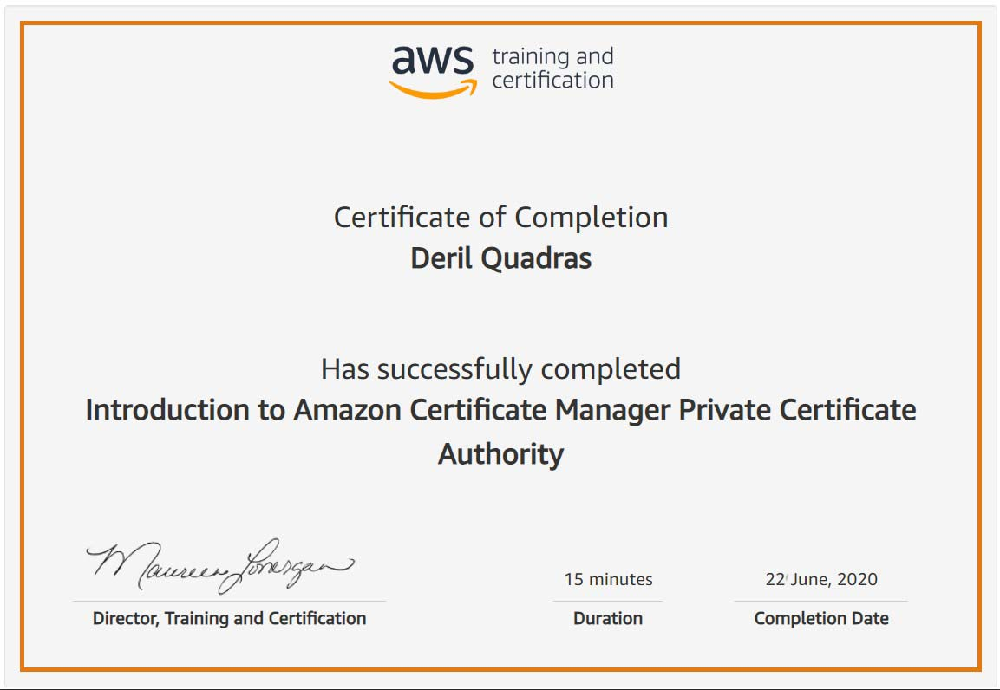 aws training and
certification
Certificate of Completion
Deril Quadras
Has successfully completed
Introduction to Amazon Certificate Manager Private Certificate
Authority
Maureen Lonergan
Director, Training and Certification
15 minutes
Duration
22 June, 2020
Completion Date